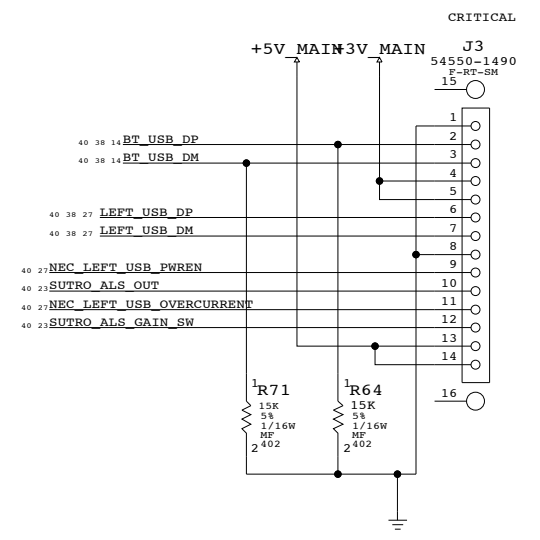 CRITICAL
+5V_MAIN
+3V_MAIN
J3
54550-1490
F-RT-SM
15
1
40 38 14 BT_USB_DP
2
40 38 14 BT_USB_DM
3
4
5
40 38 27 LEFT_USB_DP
6
40 38 27 LEFT_USB_DM
7
8
40 27 NEC_LEFT_USB_PWREN
9
40 23 SUTRO_ALS_OUT
10
40 27 NEC_LEFT_USB_OVERCURRENT
11
40 23 SUTRO_ALS_GAIN_SW
12
13
14
1
R71
15K
5%
1/16W
MF
402
2
1
R64
15K
5%
1/16W
MF
402
2
16